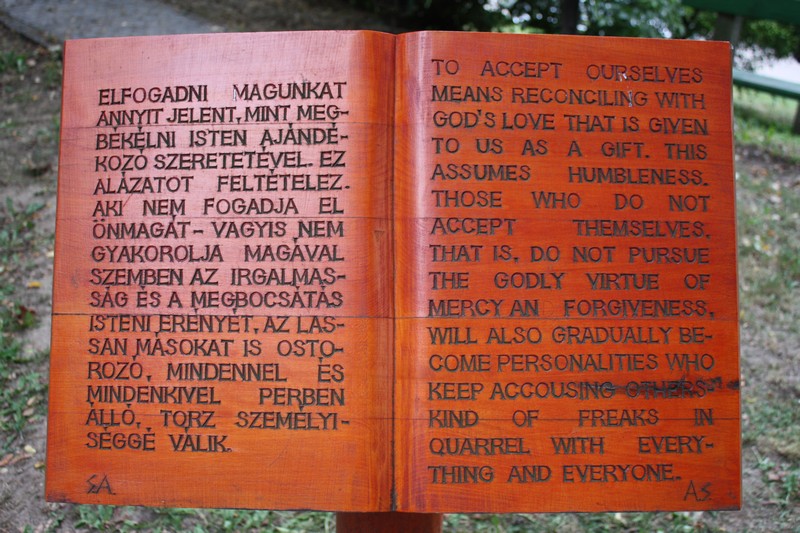 ELFOGADNI MAGUNKAT
ANNYIT JELENT, MINT MEG-
BÉKÉLNI ISTEN AJÁNDÉ-
KOZÓ SZERETETÉVEL. EZ
ALÁZATOT FELTÉTELEZ.
AKI NEM FOGADJA EL
ÖNMAGÁT - VAGYIS NEM
GYAKOROLJA MAGÁVAL
SZEMBEN AZ IRGALMAS-
SÁG ÉS A MEGBOCSÁTÁS
ISTENI ERÉNYÉT, AZ LAS-
SAN MÁSOKAT IS OSTO-
ROZÓ, MINDENNEL ÉS
MINDENKIVEL PERBEN
ÁLLÓ, TORZ SZEMÉLYI-
SÉGGÉ VÁLIK.
S.A.
TO ACCEPT OURSELVES
MEANS RECONCILING WITH
GOD'S LOVE THAT IS GIVEN
TO US AS A GIFT. THIS
ASSUMES HUMBLENESS.
THOSE WHO DO NOT
ACCEPT THEMSELVES,
THAT IS, DO NOT PURSUE
THE GODLY VIRTUE OF
MERCY AN FORGIVENESS,
WILL ALSO GRADUALLY BE-
COME PERSONALITIES WHO
KEEP ACCOUSING OTHERS-
KIND OF FREAKS IN
QUARREL WITH EVERY-
THING AND EVERYONE.
A.S.